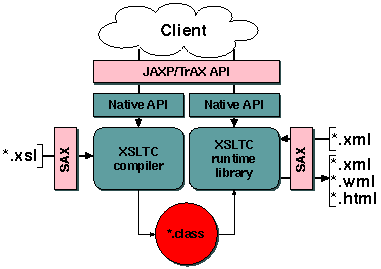 Client
JAXP/TrAX API
Native API
Native API
*.xsl
SAX
XSLTC
compiler
XSLTC
runtime
library
SAX
*.xml
*.xml
*.wml
*.html
*.class